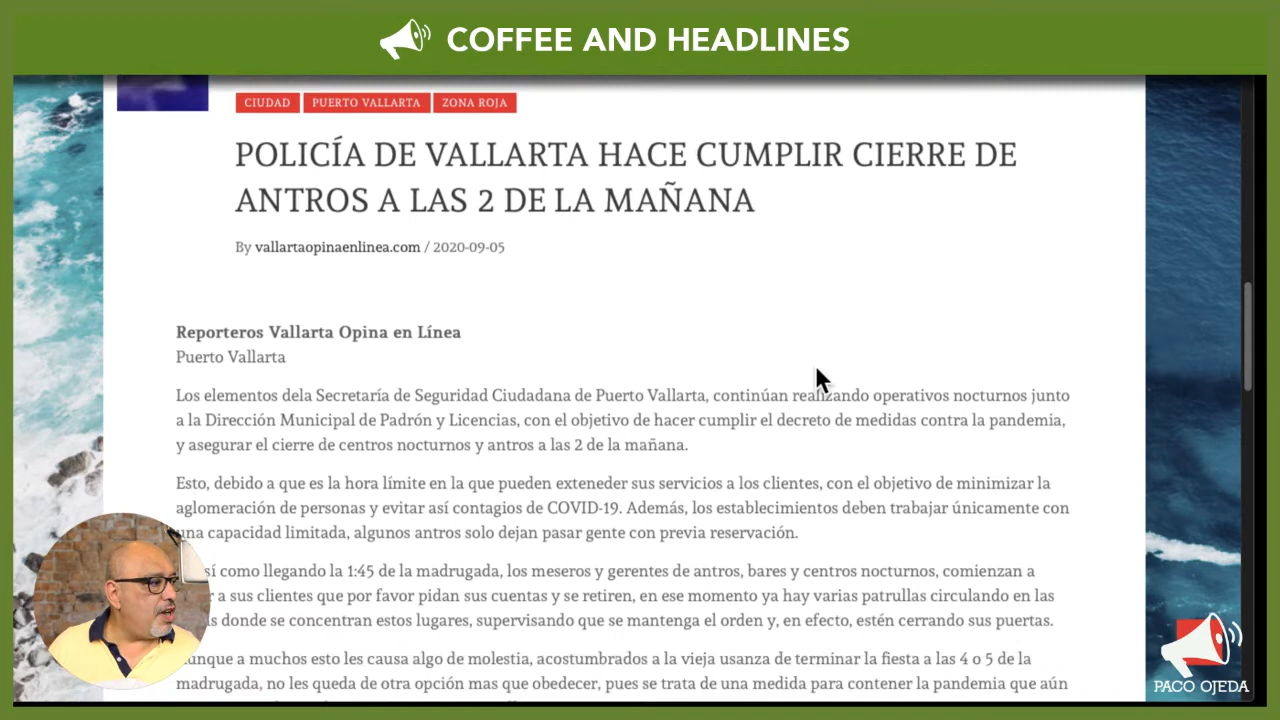 COFFEE AND HEADLINES
CIUDAD PUERTO VALLARTA ZONA ROJA
POLICÍA DE VALLARTA HACE CUMPLIR CIERRE DE
ANTROS A LAS 2 DE LA MAÑANA
By vallartaopinaenlinea.com / 2020-09-05
Reporteros Vallarta Opina en Línea
Puerto Vallarta
Los elementos dela Secretaría de Seguridad Ciudadana de Puerto Vallarta, continúan realizando operativos nocturnos junto
a la Dirección Municipal de Padrón y Licencias, con el objetivo de hacer cumplir el decreto de medidas contra la pandemia,
y asegurar el cierre de centros nocturnos y antros a las 2 de la mañana.
Esto, debido a que es la hora límite en la que pueden exteneder sus servicios a los clientes, con el objetivo de minimizar la
aglomeración de personas y evitar así contagios de COVID-19. Además, los establecimientos deben trabajar únicamente con
una capacidad limitada, algunos antros solo dejan pasar gente con previa reservación.
sí como llegando la 1:45 de la madrugada, los meseros y gerentes de antros, bares y centros nocturnos, comienzan a
a sus clientes que por favor pidan sus cuentas y se retiren, en ese momento ya hay varias patrullas circulando en las
donde se concentran estos lugares, supervisando que se mantenga el orden y, en efecto, estén cerrando sus puertas.
unque a muchos esto les causa algo de molestia, acostumbrados a la vieja usanza de terminar la fiesta a las 4 o 5 de la
madrugada, no les queda de otra opción mas que obedecer, pues se trata de una medida para contener la pandemia que aún
PACO OJEDA